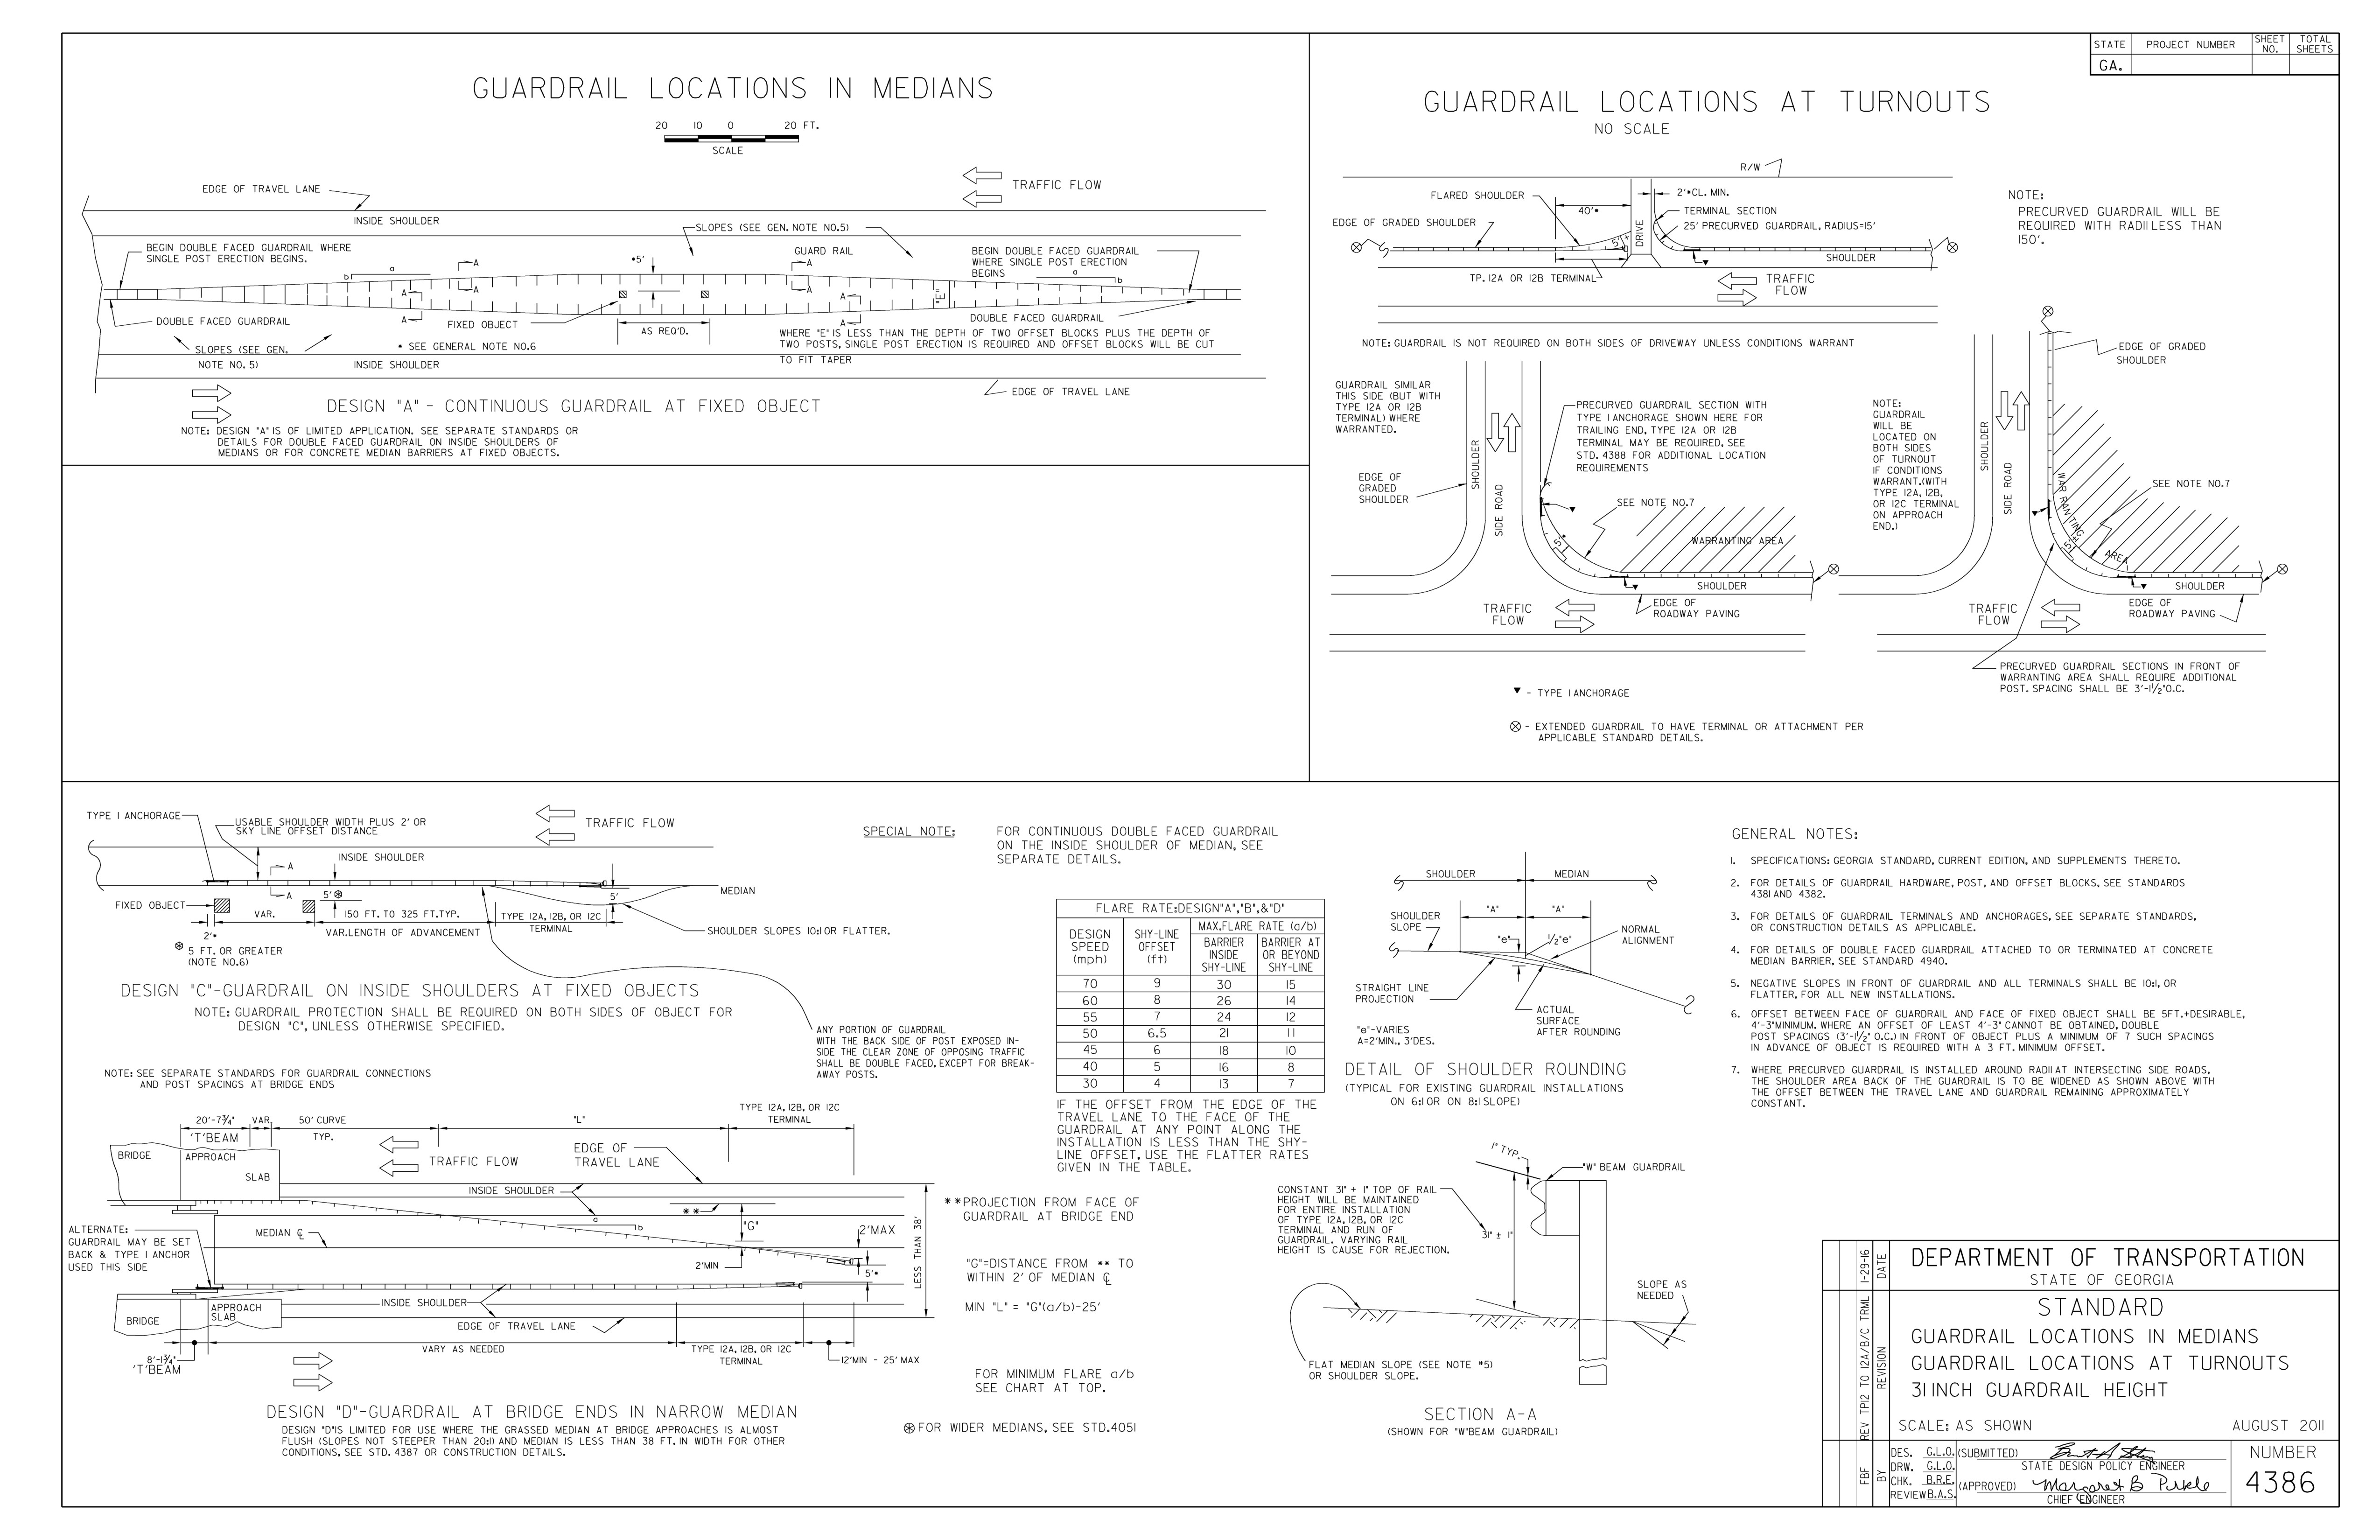 STATE
PROJECT NUMBER
SHEET NO.
TOTAL SHEETS
GA.
GUARDRAIL LOCATIONS IN MEDIANS
20 10 0 20 FT.
SCALE
TRAFFIC FLOW
EDGE OF TRAVEL LANE
INSIDE SHOULDER
SLOPES (SEE GEN. NOTE NO.5)
BEGIN DOUBLE FACED GUARDRAIL WHERE
SINGLE POST ERECTION BEGINS.
a
b
A
A
*5'
GUARD RAIL
A
A
BEGIN DOUBLE FACED GUARDRAIL
WHERE SINGLE POST ERECTION
BEGINS
a
b
A
A
"E"
A
A
DOUBLE FACED GUARDRAIL
FIXED OBJECT
AS REQ'D.
DOUBLE FACED GUARDRAIL
WHERE "E" IS LESS THAN THE DEPTH OF TWO OFFSET BLOCKS PLUS THE DEPTH OF
TWO POSTS, SINGLE POST ERECTION IS REQUIRED AND OFFSET BLOCKS WILL BE CUT
TO FIT TAPER
SLOPES (SEE GEN.
NOTE NO. 5)
* SEE GENERAL NOTE NO.6
INSIDE SHOULDER
EDGE OF TRAVEL LANE
DESIGN "A" - CONTINUOUS GUARDRAIL AT FIXED OBJECT
NOTE: DESIGN "A" IS OF LIMITED APPLICATION. SEE SEPARATE STANDARDS OR
DETAILS FOR DOUBLE FACED GUARDRAIL ON INSIDE SHOULDERS OF
MEDIANS OR FOR CONCRETE MEDIAN BARRIERS AT FIXED OBJECTS.
GUARDRAIL LOCATIONS AT TURNOUTS
NO SCALE
R/W
FLARED SHOULDER
2'* CL. MIN.
40'*
TERMINAL SECTION
EDGE OF GRADED SHOULDER
DRIVE
25' PRECURVED GUARDRAIL, RADIUS=15'
SHOULDER
TP. 12A OR 12B TERMINAL
TRAFFIC
FLOW
NOTE:
PRECURVED GUARDRAIL WILL BE
REQUIRED WITH RADII LESS THAN
150'.
NOTE: GUARDRAIL IS NOT REQUIRED ON BOTH SIDES OF DRIVEWAY UNLESS CONDITIONS WARRANT
GUARDRAIL SIMILAR
THIS SIDE (BUT WITH
TYPE 12A OR 12B
TERMINAL) WHERE
WARRANTED.
PRECURVED GUARDRAIL SECTION WITH
TYPE 1 ANCHORAGE SHOWN HERE FOR
TRAILING END, TYPE 12A OR 12B
TERMINAL MAY BE REQUIRED, SEE
STD. 4388 FOR ADDITIONAL LOCATION
REQUIREMENTS
EDGE OF
GRADED
SHOULDER
SHOULDER
SIDE ROAD
SEE NOTE NO.7
WARRANTING AREA
SHOULDER
TRAFFIC
FLOW
EDGE OF
ROADWAY PAVING
NOTE:
GUARDRAIL
WILL BE
LOCATED ON
BOTH SIDES
OF TURNOUT
IF CONDITIONS
WARRANT.(WITH
TYPE 12A, 12B,
OR 12C TERMINAL
ON APPROACH
END.)
SHOULDER
SIDE ROAD
EDGE OF GRADED
SHOULDER
SEE NOTE NO.7
WARRANTING AREA
SHOULDER
TRAFFIC
FLOW
EDGE OF
ROADWAY PAVING
PRECURVED GUARDRAIL SECTIONS IN FRONT OF
WARRANTING AREA SHALL REQUIRE ADDITIONAL
POST. SPACING SHALL BE 3'-1 1/2" O.C.
- TYPE 1 ANCHORAGE
- EXTENDED GUARDRAIL TO HAVE TERMINAL OR ATTACHMENT PER
APPLICABLE STANDARD DETAILS.
TYPE 1 ANCHORAGE
USABLE SHOULDER WIDTH PLUS 2' OR
SKY LINE OFFSET DISTANCE
TRAFFIC FLOW
INSIDE SHOULDER
A
A
5'
5'
MEDIAN
FIXED OBJECT
VAR.
150 FT. TO 325 FT.TYP.
VAR.LENGTH OF ADVANCEMENT
TYPE 12A, 12B, OR 12C
TERMINAL
SHOULDER SLOPES 10:1 OR FLATTER.
2'*
5 FT. OR GREATER
(NOTE NO.6)
DESIGN "C"-GUARDRAIL ON INSIDE SHOULDERS AT FIXED OBJECTS
NOTE: GUARDRAIL PROTECTION SHALL BE REQUIRED ON BOTH SIDES OF OBJECT FOR
DESIGN "C", UNLESS OTHERWISE SPECIFIED.
ANY PORTION OF GUARDRAIL
WITH THE BACK SIDE OF POST EXPOSED IN-
SIDE THE CLEAR ZONE OF OPPOSING TRAFFIC
SHALL BE DOUBLE FACED, EXCEPT FOR BREAK-
AWAY POSTS.
NOTE: SEE SEPARATE STANDARDS FOR GUARDRAIL CONNECTIONS
AND POST SPACINGS AT BRIDGE ENDS
20'-7 3/4"
'T'BEAM
VAR.
50' CURVE
TYP.
"L"
TYPE 12A, 12B, OR 12C
TERMINAL
BRIDGE
APPROACH
SLAB
TRAFFIC FLOW
EDGE OF
TRAVEL LANE
INSIDE SHOULDER
**
a
b
"G"
2'MAX
LESS THAN 38'
ALTERNATE:
GUARDRAIL MAY BE SET
BACK & TYPE 1 ANCHOR
USED THIS SIDE
MEDIAN ℄
2'MIN
5'*
INSIDE SHOULDER
BRIDGE
APPROACH
SLAB
EDGE OF TRAVEL LANE
8'-1 3/4"
'T'BEAM
VARY AS NEEDED
TYPE 12A, 12B, OR 12C
TERMINAL
12'MIN - 25' MAX
**PROJECTION FROM FACE OF
GUARDRAIL AT BRIDGE END
"G"=DISTANCE FROM ** TO
WITHIN 2' OF MEDIAN ℄
MIN "L" = "G"(a/b)-25'
FOR MINIMUM FLARE a/b
SEE CHART AT TOP.
FOR WIDER MEDIANS, SEE STD.4051
DESIGN "D"-GUARDRAIL AT BRIDGE ENDS IN NARROW MEDIAN
DESIGN "D"IS LIMITED FOR USE WHERE THE GRASSED MEDIAN AT BRIDGE APPROACHES IS ALMOST
FLUSH (SLOPES NOT STEEPER THAN 20:1) AND MEDIAN IS LESS THAN 38 FT. IN WIDTH FOR OTHER
CONDITIONS, SEE STD. 4387 OR CONSTRUCTION DETAILS.
SPECIAL NOTE:
FOR CONTINUOUS DOUBLE FACED GUARDRAIL
ON THE INSIDE SHOULDER OF MEDIAN, SEE
SEPARATE DETAILS.
FLARE RATE:DESIGN"A","B",&"D"
DESIGN SPEED (mph)
SHY-LINE OFFSET (ft)
MAX.FLARE RATE (a/b)
BARRIER INSIDE SHY-LINE
BARRIER AT OR BEYOND SHY-LINE
70 9 30 15
60 8 26 14
55 7 24 12
50 6.5 21 11
45 6 18 10
40 5 16 8
30 4 13 7
IF THE OFFSET FROM THE EDGE OF THE
TRAVEL LANE TO THE FACE OF THE
GUARDRAIL AT ANY POINT ALONG THE
INSTALLATION IS LESS THAN THE SHY-
LINE OFFSET, USE THE FLATTER RATES
GIVEN IN THE TABLE.
SHOULDER
MEDIAN
"A"
"A"
SHOULDER
SLOPE
"e"
1/2"e"
NORMAL
ALIGNMENT
STRAIGHT LINE
PROJECTION
ACTUAL
SURFACE
AFTER ROUNDING
"e"-VARIES
A=2'MIN., 3'DES.
DETAIL OF SHOULDER ROUNDING
(TYPICAL FOR EXISTING GUARDRAIL INSTALLATIONS
ON 6:1 OR ON 8:1 SLOPE)
1" TYP.
"W" BEAM GUARDRAIL
CONSTANT 31" + 1" TOP OF RAIL
HEIGHT WILL BE MAINTAINED
FOR ENTIRE INSTALLATION
OF TYPE 12A, 12B, OR 12C
TERMINAL AND RUN OF
GUARDRAIL. VARYING RAIL
HEIGHT IS CAUSE FOR REJECTION.
31" ± 1"
SLOPE AS
NEEDED
FLAT MEDIAN SLOPE (SEE NOTE #5)
OR SHOULDER SLOPE.
SECTION A-A
(SHOWN FOR "W"BEAM GUARDRAIL)
GENERAL NOTES:
1. SPECIFICATIONS: GEORGIA STANDARD, CURRENT EDITION, AND SUPPLEMENTS THERETO.
2. FOR DETAILS OF GUARDRAIL HARDWARE, POST, AND OFFSET BLOCKS, SEE STANDARDS
4381 AND 4382.
3. FOR DETAILS OF GUARDRAIL TERMINALS AND ANCHORAGES, SEE SEPARATE STANDARDS,
OR CONSTRUCTION DETAILS AS APPLICABLE.
4. FOR DETAILS OF DOUBLE FACED GUARDRAIL ATTACHED TO OR TERMINATED AT CONCRETE
MEDIAN BARRIER, SEE STANDARD 4940.
5. NEGATIVE SLOPES IN FRONT OF GUARDRAIL AND ALL TERMINALS SHALL BE 10:1, OR
FLATTER, FOR ALL NEW INSTALLATIONS.
6. OFFSET BETWEEN FACE OF GUARDRAIL AND FACE OF FIXED OBJECT SHALL BE 5FT.+DESIRABLE,
4'-3"MINIMUM. WHERE AN OFFSET OF LEAST 4'-3" CANNOT BE OBTAINED, DOUBLE
POST SPACINGS (3'-1 1/2" O.C.) IN FRONT OF OBJECT PLUS A MINIMUM OF 7 SUCH SPACINGS
IN ADVANCE OF OBJECT IS REQUIRED WITH A 3 FT. MINIMUM OFFSET.
7. WHERE PRECURVED GUARDRAIL IS INSTALLED AROUND RADII AT INTERSECTING SIDE ROADS,
THE SHOULDER AREA BACK OF THE GUARDRAIL IS TO BE WIDENED AS SHOWN ABOVE WITH
THE OFFSET BETWEEN THE TRAVEL LANE AND GUARDRAIL REMAINING APPROXIMATELY
CONSTANT.
1-29-16
DATE
REV TP12 TO 12A/B/C TRML
REVISION
FBF
BY
DEPARTMENT OF TRANSPORTATION
STATE OF GEORGIA
STANDARD
GUARDRAIL LOCATIONS IN MEDIANS
GUARDRAIL LOCATIONS AT TURNOUTS
31 INCH GUARDRAIL HEIGHT
SCALE: AS SHOWN
AUGUST 2011
DES. G.L.O.
DRW. G.L.O.
CHK. B.R.E.
REVIEW B.A.S.
(SUBMITTED)
STATE DESIGN POLICY ENGINEER
(APPROVED) Margaret B Pirkle
CHIEF ENGINEER
NUMBER
4386